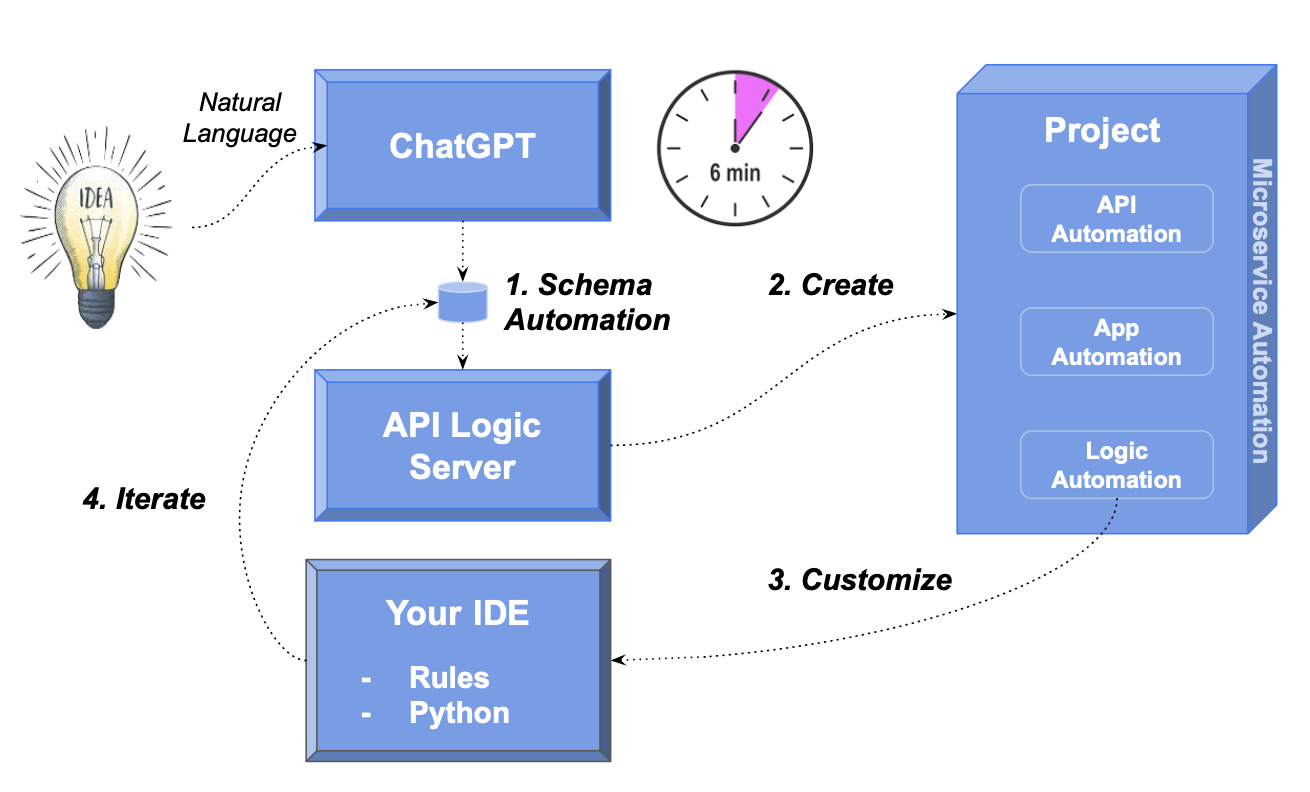 Natural
Language
IDEA
ChatGPT
6 min
1. Schema
Automation
2. Create
Project
API
Automation
App
Automation
Logic
Automation
Microservice Automation
API Logic
Server
4. Iterate
3. Customize
Your IDE
- Rules
- Python